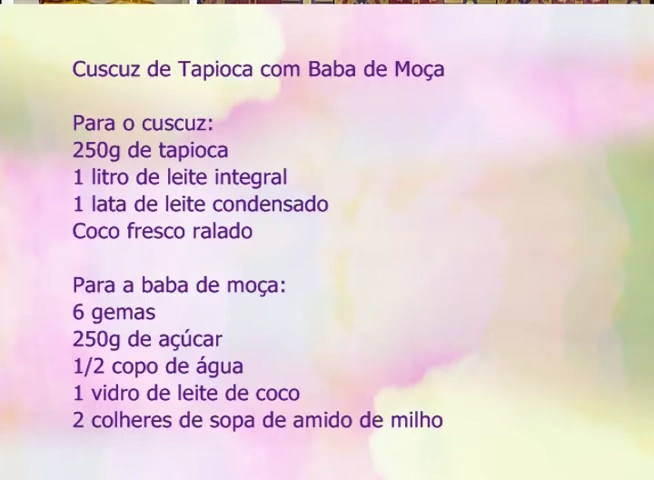 Cuscuz de Tapioca com Baba de Moça
Para o cuscuz:
250g de tapioca
1 litro de leite integral
1 lata de leite condensado
Coco fresco ralado
Para a baba de moça:
6 gemas
250g de açúcar
1/2 copo de água
1 vidro de leite de coco
2 colheres de sopa de amido de milho